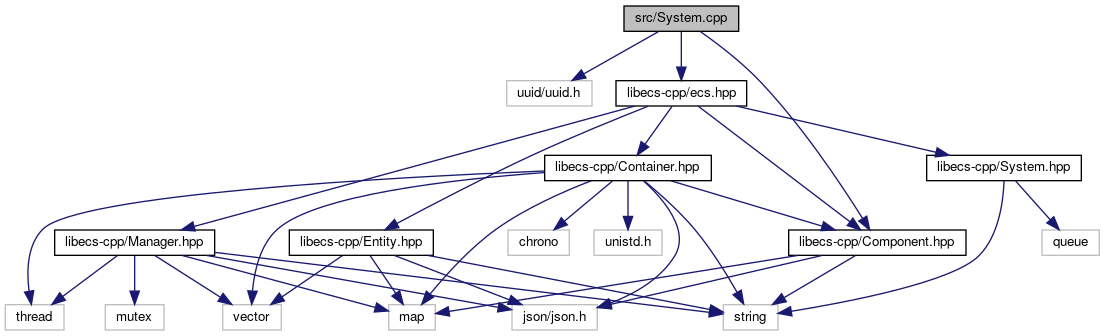 src/System.cpp
uuid/uuid.h
libecs-cpp/ecs.hpp
libecs-cpp/Container.hpp
libecs-cpp/System.hpp
libecs-cpp/Manager.hpp
libecs-cpp/Entity.hpp
chrono
unistd.h
libecs-cpp/Component.hpp
queue
thread
mutex
vector
map
json/json.h
string